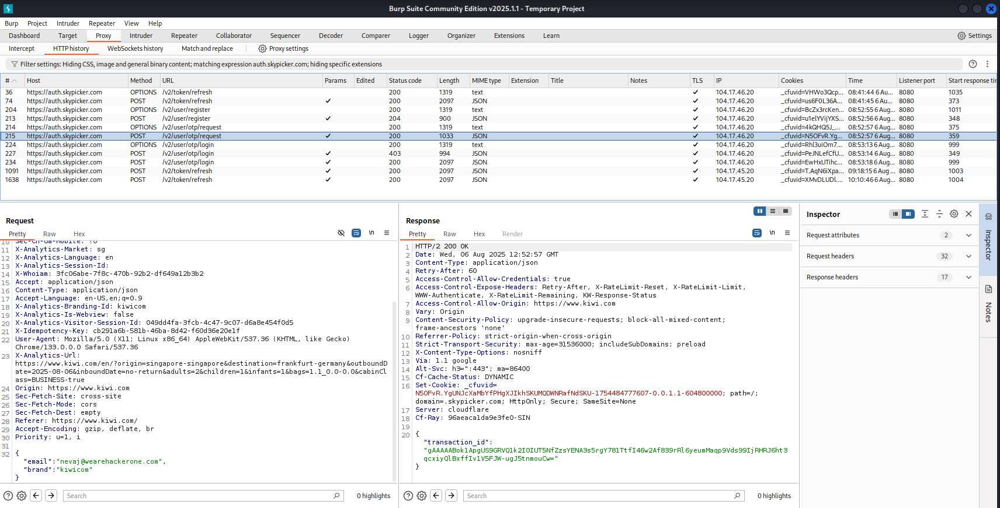 Burp Suite Community Edition v2025.1.1 - Temporary Project
Burp Project Intruder Repeater View Help
Dashboard Target Proxy Intruder Repeater Collaborator Sequencer Decoder Comparer Logger Organizer Extensions Learn Settings
Intercept HTTP history WebSockets history Match and replace Proxy settings
Filter settings: Hiding CSS, image and general binary content; matching expression auth.skypicker.com; hiding specific extensions
# Host Method URL Params Edited Status code Length MIME type Extension Title Notes TLS IP Cookies Time Listener port Start response tir
36 https://auth.skypicker.com OPTIONS /v2/token/refresh 200 1319 text ✓ 104.17.46.20 _cfuvid=VHWo3Qcp... 08:41:44 6 Au... 8080 1035
74 https://auth.skypicker.com POST /v2/token/refresh ✓ 200 2097 JSON ✓ 104.17.46.20 _cfuvid=us6F0L36A... 08:41:45 6 Au... 8080 373
204 https://auth.skypicker.com OPTIONS /v2/user/register 200 1319 text ✓ 104.17.46.20 _cfuvid=BcZx3rcKen... 08:52:55 6 Aug... 8080 1011
213 https://auth.skypicker.com POST /v2/user/register ✓ 204 900 JSON ✓ 104.17.46.20 _cfuvid=u1elYVijYXS... 08:52:56 6 Aug... 8080 348
214 https://auth.skypicker.com OPTIONS /v2/user/otp/request 200 1319 text ✓ 104.17.46.20 _cfuvid=4kQHQ5J_... 08:52:57 6 Aug... 8080 375
215 https://auth.skypicker.com POST /v2/user/otp/request ✓ 200 1033 JSON ✓ 104.17.46.20 _cfuvid=N5OFvR.Yg... 08:52:57 6 Aug... 8080 359
224 https://auth.skypicker.com OPTIONS /v2/user/otp/login 200 1319 text ✓ 104.17.46.20 _cfuvid=Rhl3uiOm7... 08:53:13 6 Aug... 8080 999
227 https://auth.skypicker.com POST /v2/user/otp/login ✓ 403 994 JSON ✓ 104.17.46.20 _cfuvid=PeJNLefCfU... 08:53:14 6 Aug... 8080 349
234 https://auth.skypicker.com POST /v2/user/otp/login ✓ 200 2097 JSON ✓ 104.17.46.20 _cfuvid=EwHxUTihc... 08:53:18 6 Aug... 8080 999
1091 https://auth.skypicker.com POST /v2/token/refresh ✓ 200 2097 JSON ✓ 104.17.45.20 _cfuvid=T.AqN6iXpa... 09:18:15 6 Aug ... 8080 1003
1638 https://auth.skypicker.com POST /v2/token/refresh ✓ 200 2097 JSON ✓ 104.17.45.20 _cfuvid=XMvDLUDl.... 10:10:46 6 Aug... 8080 1004
Request
Pretty Raw Hex \n
10 Sec-Ch-Ua-Mobile: ?0
11 X-Analytics-Market: sg
12 X-Analytics-Language: en
13 X-Analytics-Session-Id:
14 X-Whoiam: 3fc06abe-7f8c-470b-92b2-df649a12b3b2
15 Accept: application/json
16 Content-Type: application/json
17 Accept-Language: en-US,en;q=0.9
18 X-Analytics-Branding-Id: kiwicom
19 X-Analytics-Is-Webview: false
20 X-Analytics-Visitor-Session-Id: 049dd4fa-3fcb-4c47-9c07-d6a8e454f0d5
21 X-Idempotency-Key: cb291a6b-581b-46ba-8d42-f60d36e20e1f
22 User-Agent: Mozilla/5.0 (X11; Linux x86_64) AppleWebKit/537.36 (KHTML, like Gecko)
Chrome/133.0.0.0 Safari/537.36
23 X-Analytics-Url:
https://www.kiwi.com/en/?origin=singapore-singapore&destination=frankfurt-germany&outboundD
ate=2025-08-06&inboundDate=no-return&adults=2&children=1&infants=1&bags=1.1_0.0-0.0&cabinCl
ass=BUSINESS-true
24 Origin: https://www.kiwi.com
25 Sec-Fetch-Site: cross-site
26 Sec-Fetch-Mode: cors
27 Sec-Fetch-Dest: empty
28 Referer: https://www.kiwi.com/
29 Accept-Encoding: gzip, deflate, br
30 Priority: u=1, i
31
32 {
"email":"nevaj@wearehackerone.com",
"brand":"kiwicom"
}
Search 0 highlights
Response
Pretty Raw Hex Render \n
1 HTTP/2 200 OK
2 Date: Wed, 06 Aug 2025 12:52:57 GMT
3 Content-Type: application/json
4 Retry-After: 60
5 Access-Control-Allow-Credentials: true
6 Access-Control-Expose-Headers: Retry-After, X-RateLimit-Reset, X-RateLimit-Limit,
WWW-Authenticate, X-RateLimit-Remaining, KW-Response-Status
7 Access-Control-Allow-Origin: https://www.kiwi.com
8 Vary: Origin
9 Content-Security-Policy: upgrade-insecure-requests; block-all-mixed-content;
frame-ancestors 'none'
10 Referrer-Policy: strict-origin-when-cross-origin
11 Strict-Transport-Security: max-age=31536000; includeSubDomains; preload
12 X-Content-Type-Options: nosniff
13 Via: 1.1 google
14 Alt-Svc: h3=":443"; ma=86400
15 Cf-Cache-Status: DYNAMIC
16 Set-Cookie: _cfuvid=
N5OFvR.YgUNJcXaMbYfPHgXJIkhSKUMQDWNRafNdSKU-1754484777607-0.0.1.1-604800000; path=/;
domain=.skypicker.com; HttpOnly; Secure; SameSite=None
17 Server: cloudflare
18 Cf-Ray: 96aeaca1da9e3fe0-SIN
19
20 {
"transaction_id":
"gAAAAABok1ApgUS9GRVQ1k2I0IUT5NfZzsYENA3s5rgY781TtfI46w2Af839rRl6yeumMaqp9Vds99IjRHRJ6ht3
qcxiyQlBxffIv1V5FJW-ugJ5tnmouCw="
}
Search 0 highlights
Inspector
Request attributes 2
Request headers 32
Response headers 17
Inspector
Notes